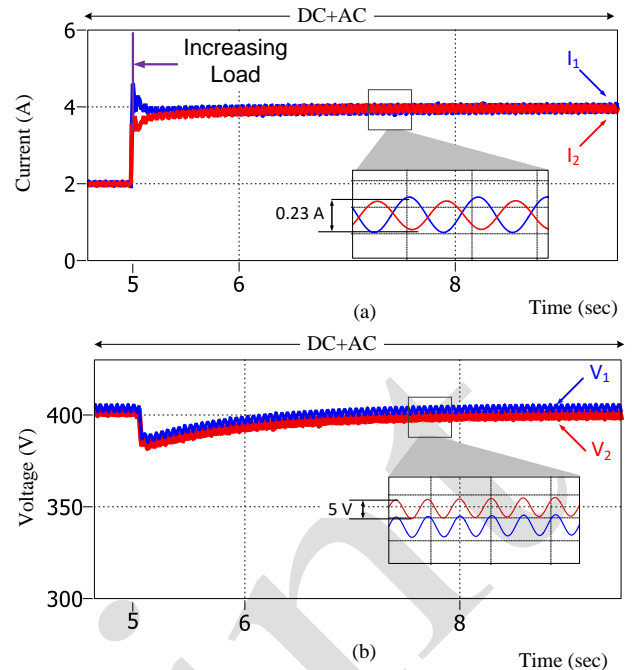 DC+AC
6
Increasing
Load
I1
4
Current (A)
I2
2
0.23 A
0
5
6
8
(a)
Time (sec)
DC+AC
V1
400
V2
Voltage (V)
350
5 V
300
5
6
8
(b)
Time (sec)